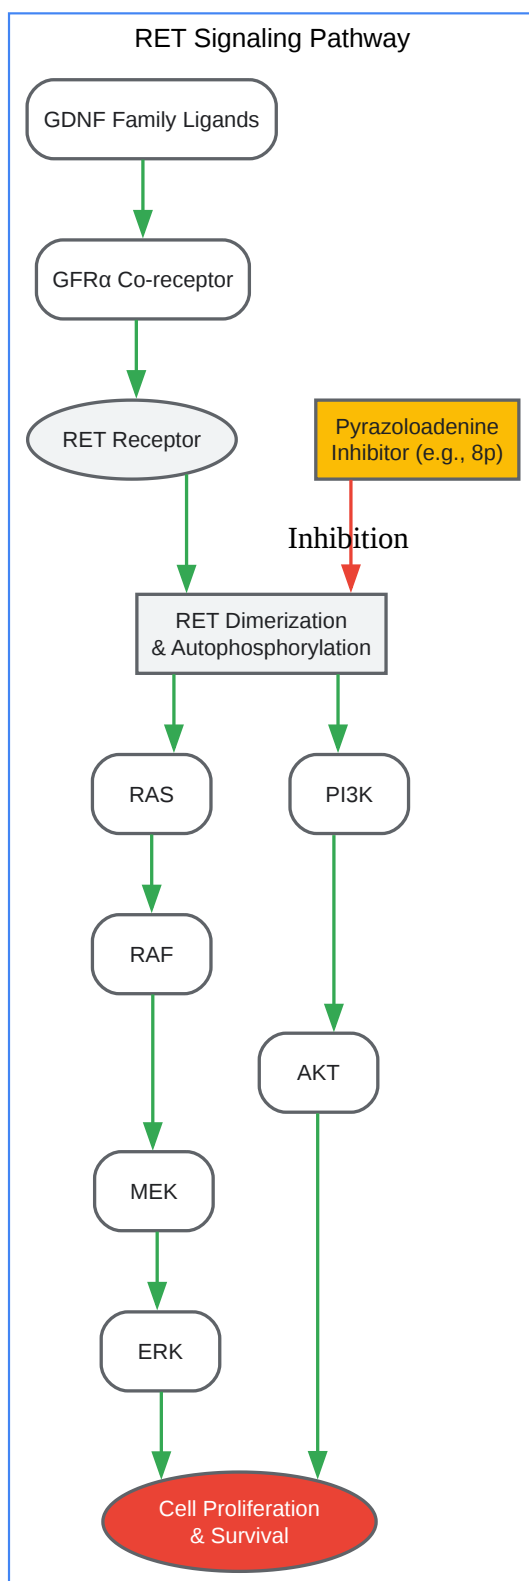 RET Signaling Pathway
GDNF Family Ligands
GFRα Co-receptor
RET Receptor
Pyrazoloadenine
Inhibitor (e.g., 8p)
Inhibition
RET Dimerization
& Autophosphorylation
RAS
PI3K
RAF
AKT
MEK
ERK
Cell Proliferation
& Survival